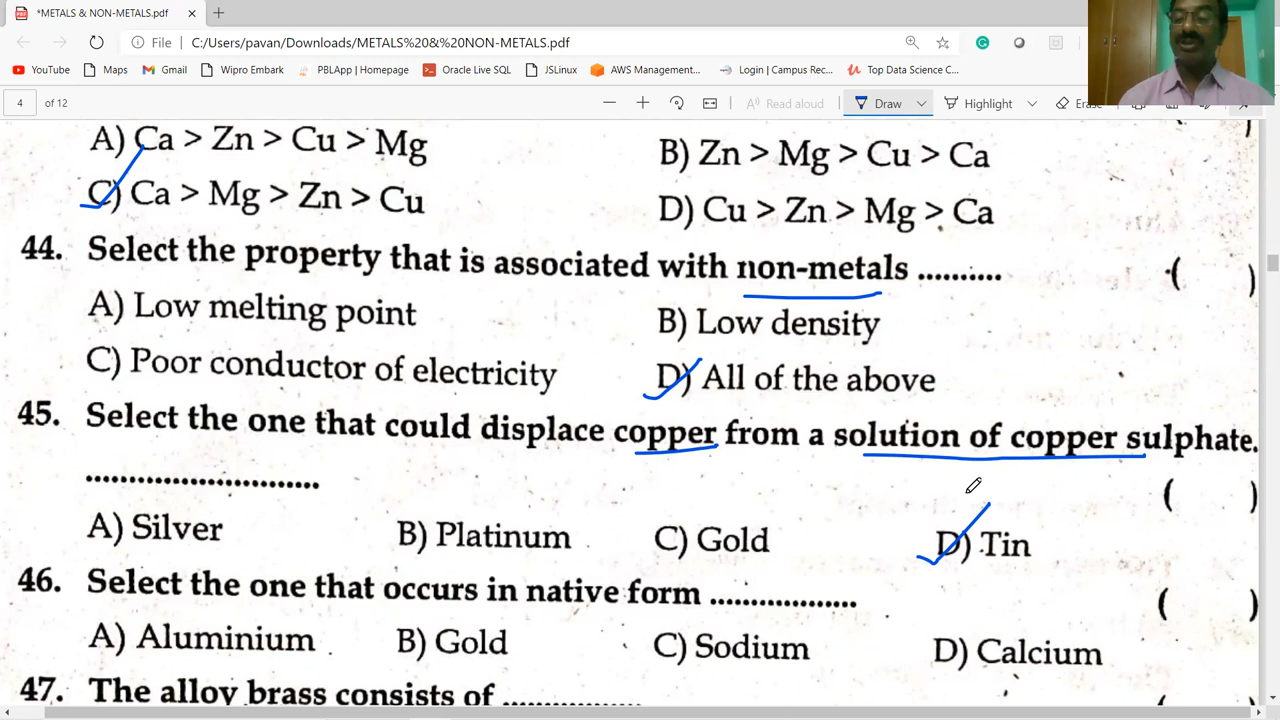 *METALS & NON-METALS.pdf
File C:/Users/pavan/Downloads/METALS%20&%20NON-METALS.pdf
YouTube Maps Gmail Wipro Embark PBLApp | Homepage Oracle Live SQL JSLinux AWS Management... Login | Campus Rec... Top Data Science C...
4 of 12 Read aloud Draw Highlight Erase
A) Ca > Zn > Cu > Mg B) Zn > Mg > Cu > Ca
C) Ca > Mg > Zn > Cu D) Cu > Zn > Mg > Ca
44. Select the property that is associated with non-metals .......... ( )
A) Low melting point B) Low density
C) Poor conductor of electricity D) All of the above
45. Select the one that could displace copper from a solution of copper sulphate.
............................ ( )
A) Silver B) Platinum C) Gold D) Tin
46. Select the one that occurs in native form .................. ( )
A) Aluminium B) Gold C) Sodium D) Calcium
47. The alloy brass consists of .................